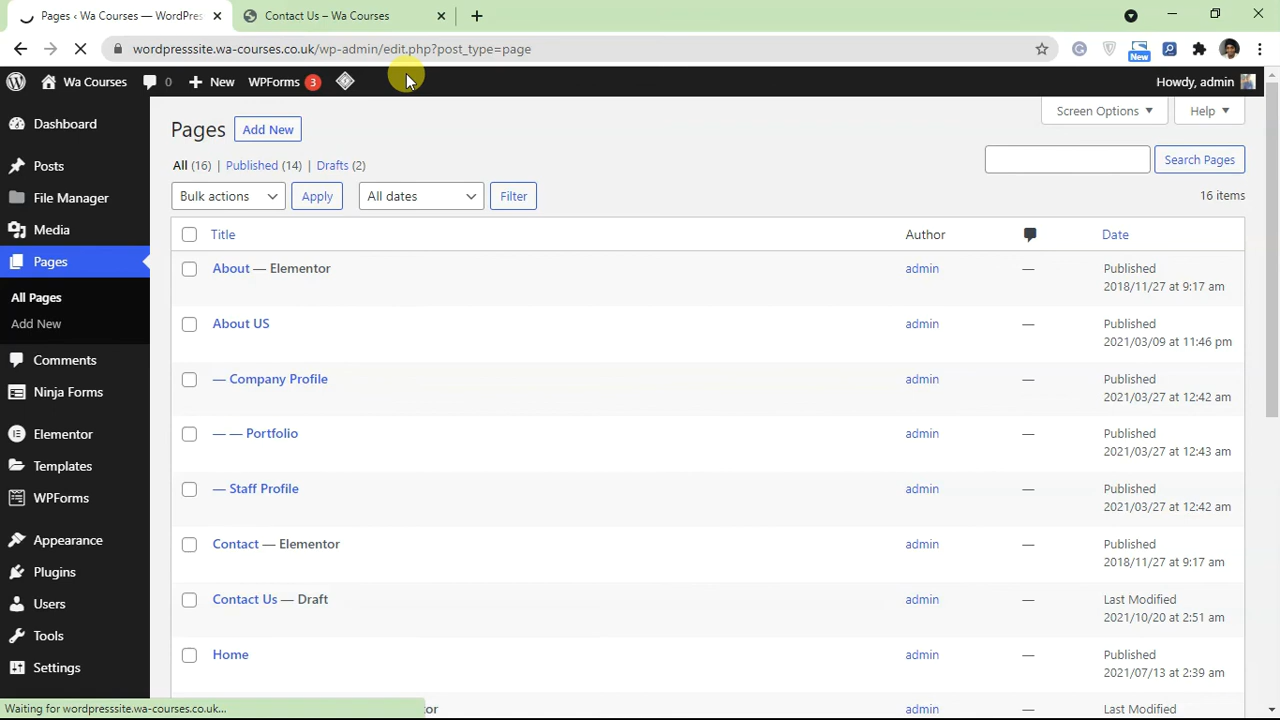 Pages ‹ Wa Courses — WordPres
Contact Us – Wa Courses
wordpresssite.wa-courses.co.uk/wp-admin/edit.php?post_type=page
New
Wa Courses
0
New
WPForms 3
Howdy, admin
Dashboard
Posts
File Manager
Media
Pages
All Pages
Add New
Comments
Ninja Forms
Elementor
Templates
WPForms
Appearance
Plugins
Users
Tools
Settings
Screen Options
Help
Pages Add New
All (16) | Published (14) | Drafts (2)
Search Pages
Bulk actions Apply All dates Filter
16 items
Title Author Date
About — Elementor admin — Published
2018/11/27 at 9:17 am
About US admin — Published
2021/03/09 at 11:46 pm
— Company Profile admin — Published
2021/03/27 at 12:42 am
— — Portfolio admin — Published
2021/03/27 at 12:43 am
— Staff Profile admin — Published
2021/03/27 at 12:42 am
Contact — Elementor admin — Published
2018/11/27 at 9:17 am
Contact Us — Draft admin — Last Modified
2021/10/20 at 2:51 am
Home admin — Published
2021/07/13 at 2:39 am
admin — Last Modified
Waiting for wordpresssite.wa-courses.co.uk...